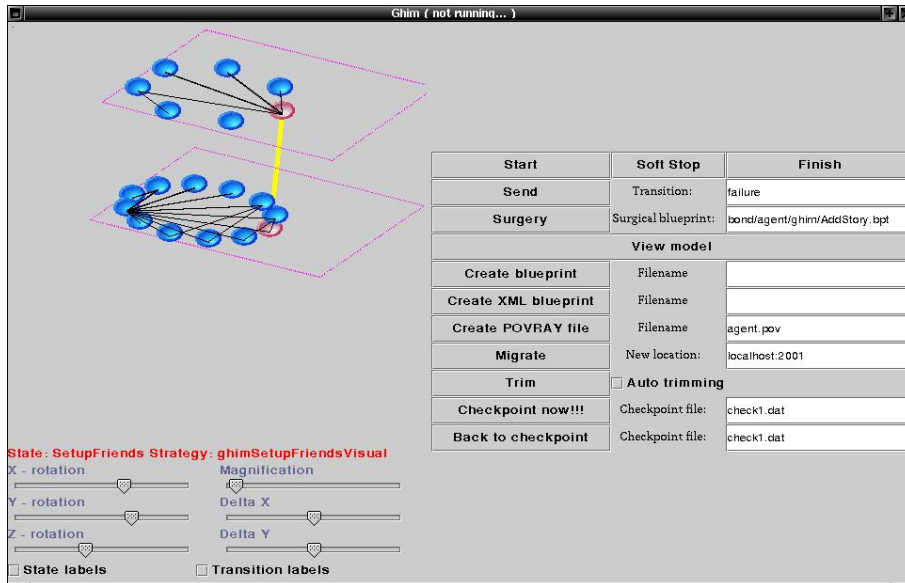 Ghim ( not running... )
Start Soft Stop Finish
Send Transition: failure
Surgery Surgical blueprint: bond/agent/ghim/AddStory.bpt
View model
Create blueprint Filename
Create XML blueprint Filename
Create POVRAY file Filename agent.pov
Migrate New location: localhost:2001
Trim Auto trimming
Checkpoint now!!! Checkpoint file: check1.dat
Back to checkpoint Checkpoint file: check1.dat
State: SetupFriends Strategy: ghimSetupFriendsVisual
X - rotation Magnification
Y - rotation Delta X
Z - rotation Delta Y
State labels Transition labels